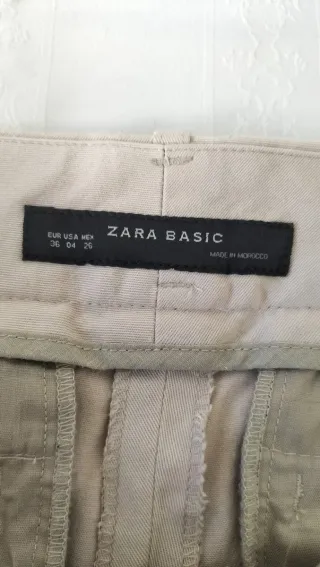 EUR USA MEX
36 04 26
ZARA BASIC
MADE IN MOROCCO